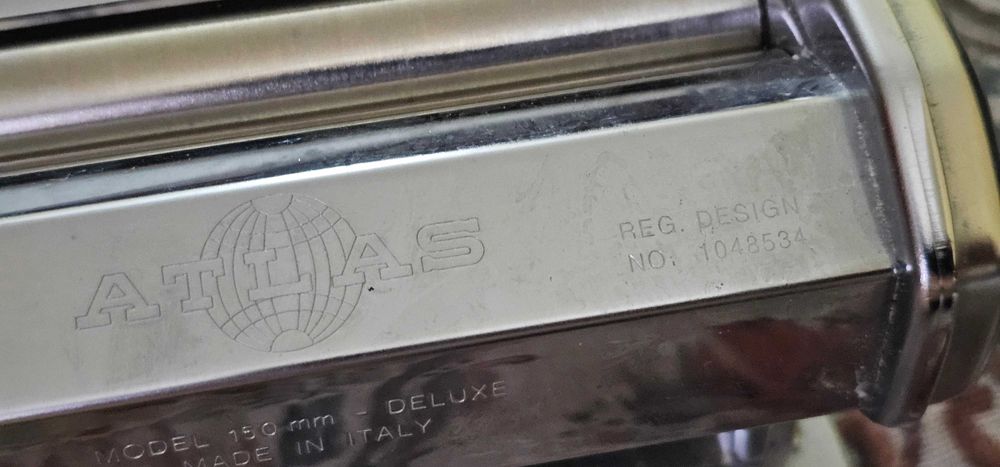 ATLAS
REG. DESIGN
NO. 1048534
MODEL 150 mm - DELUXE
MADE IN ITALY